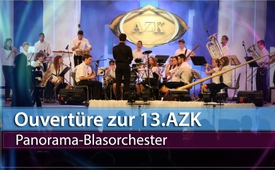 AZK
Ouvertüre zur 13.AZK
Panorama-Blasorchester